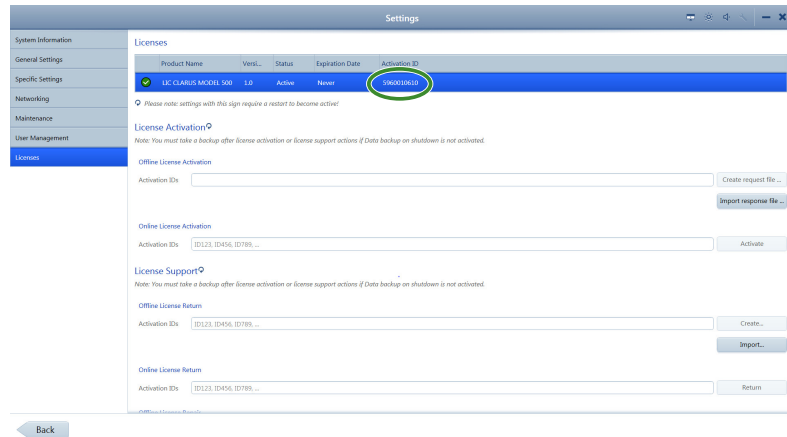 Settings
System Information
General Settings
Specific Settings
Networking
Maintenance
User Management
Licenses
Licenses
Product Name Versi... Status Expiration Date Activation ID
IJC CLARUS MODEL 500 1.0 Active Never 5960010610
Please note: settings with this sign require a restart to become active!
License Activation
Note: You must take a backup after license activation or license support actions if Data backup on shutdown is not activated.
Offline License Activation
Activation IDs Create request file ...
Import response file ...
Online License Activation
Activation IDs ID123, ID456, ID789, ... Activate
License Support
Note: You must take a backup after license activation or license support actions if Data backup on shutdown is not activated.
Offline License Return
Activation IDs ID123, ID456, ID789, ... Create...
Import...
Online License Return
Activation IDs ID123, ID456, ID789, ... Return
Back